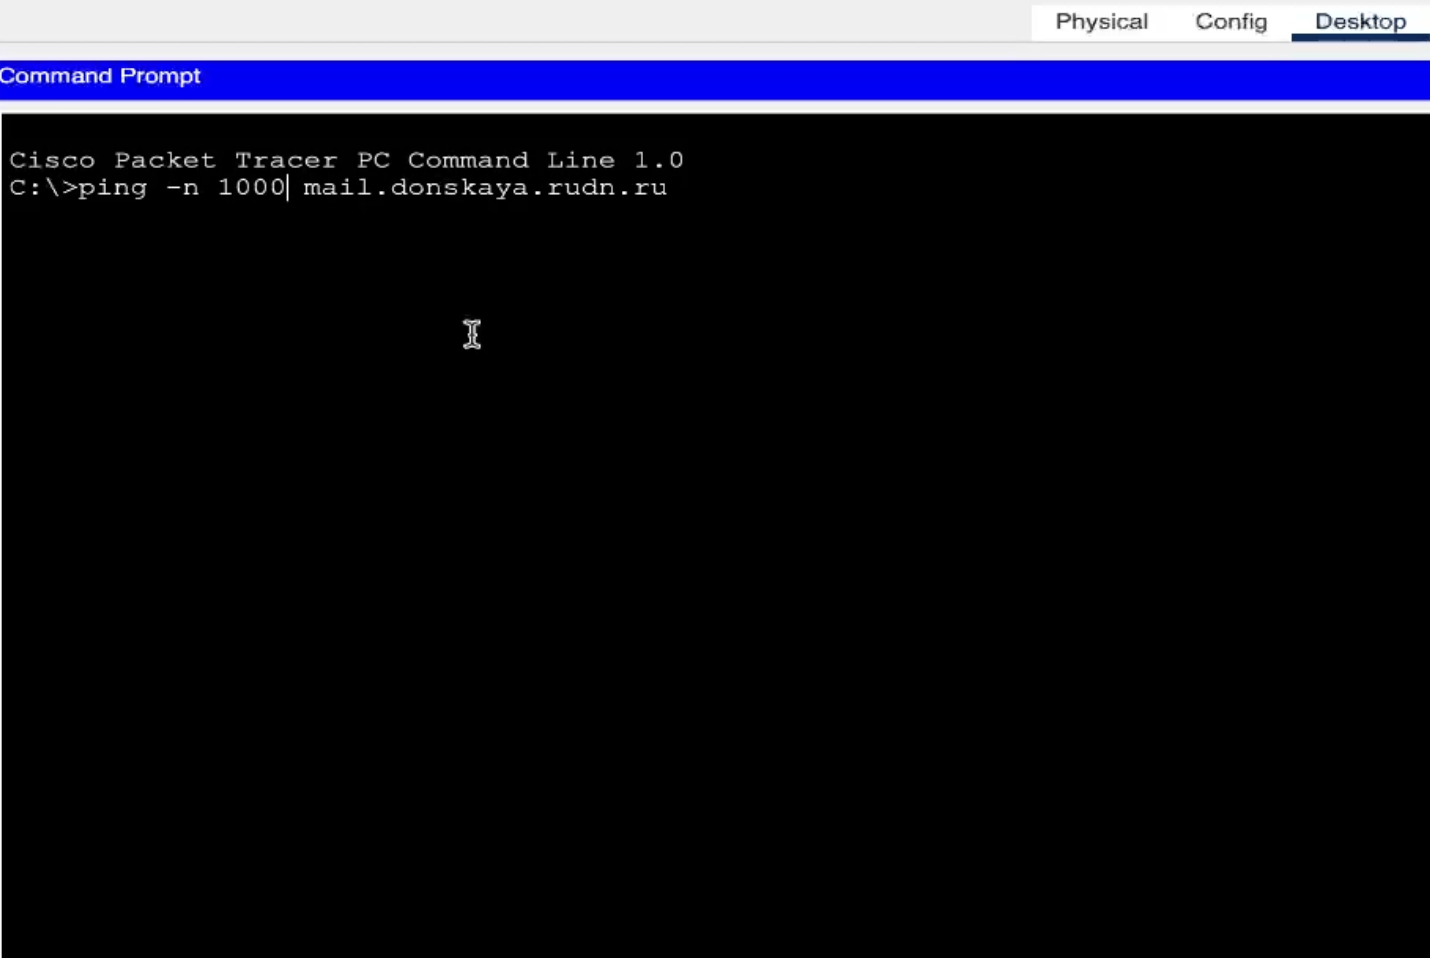 Physical Config Desktop
Command Prompt
Cisco Packet Tracer PC Command Line 1.0
C:\>ping -n 1000 mail.donskaya.rudn.ru